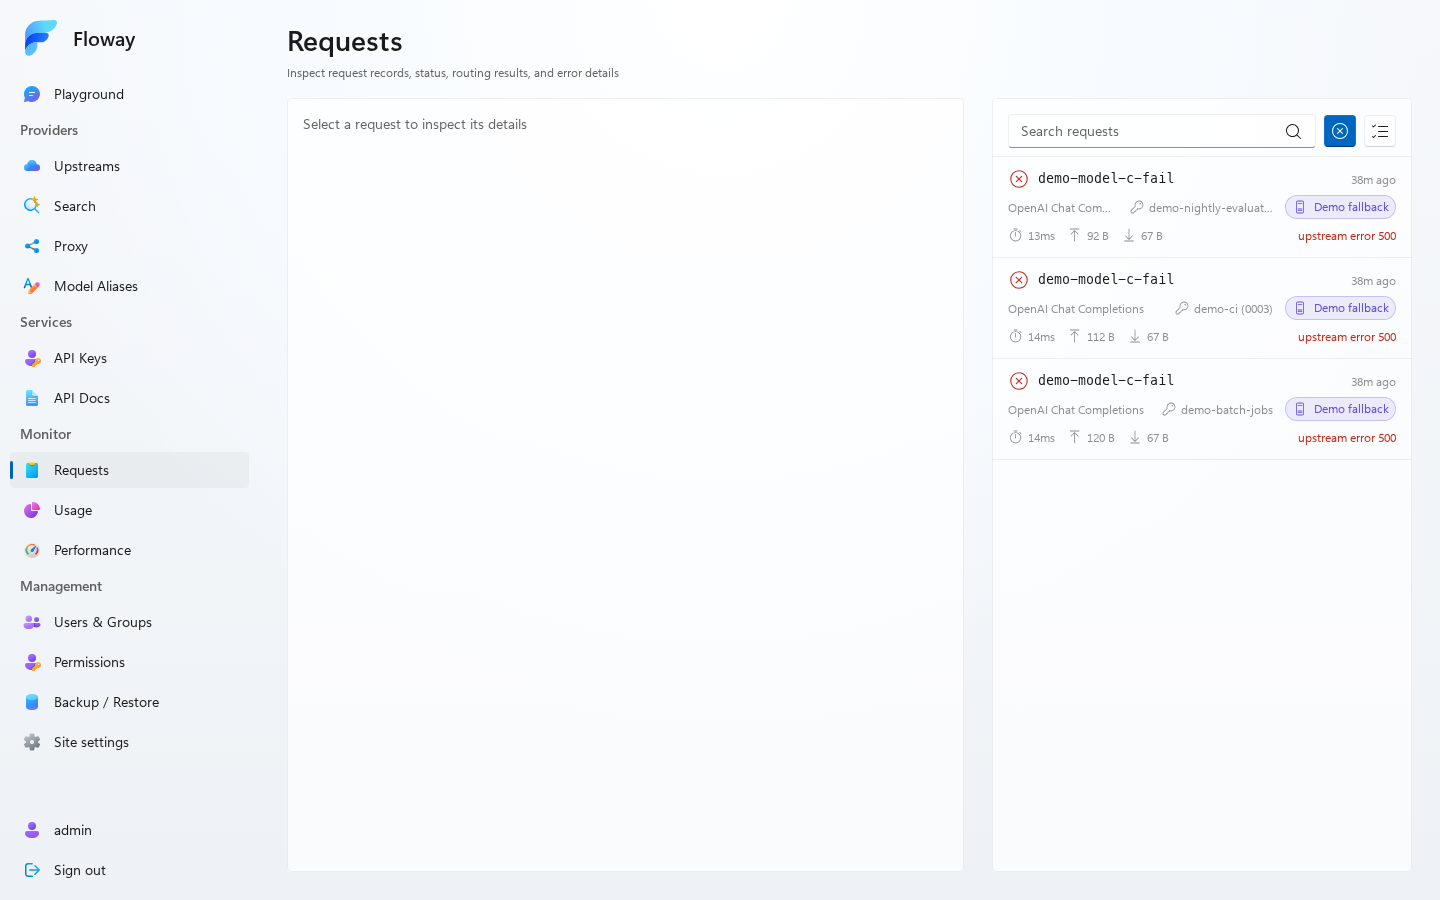 Floway
Playground
Providers
Upstreams
Search
Proxy
Model Aliases
Services
API Keys
API Docs
Monitor
Requests
Usage
Performance
Management
Users & Groups
Permissions
Backup / Restore
Site settings
admin
Sign out
Requests
Inspect request records, status, routing results, and error details
Select a request to inspect its details
Search requests
demo-model-c-fail 38m ago
OpenAI Chat Com... demo-nightly-evaluat... Demo fallback
13ms 92 B 67 B upstream error 500
demo-model-c-fail 38m ago
OpenAI Chat Completions demo-ci (0003) Demo fallback
14ms 112 B 67 B upstream error 500
demo-model-c-fail 38m ago
OpenAI Chat Completions demo-batch-jobs Demo fallback
14ms 120 B 67 B upstream error 500